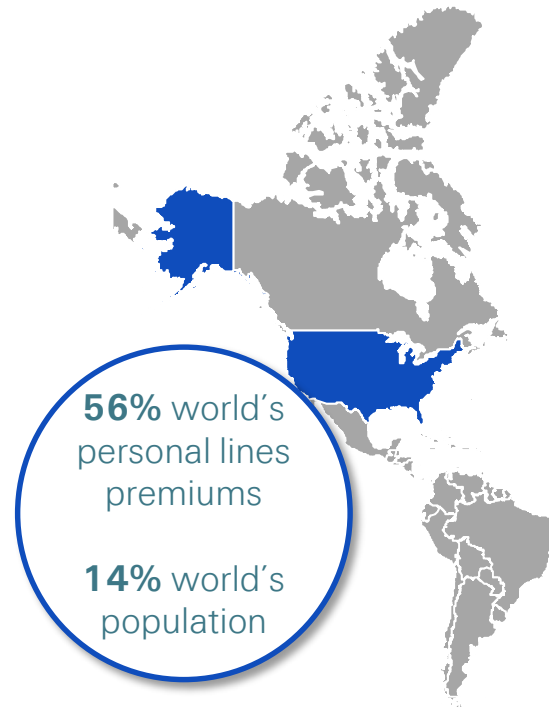 56% world's
personal lines
premiums
14% world's
population